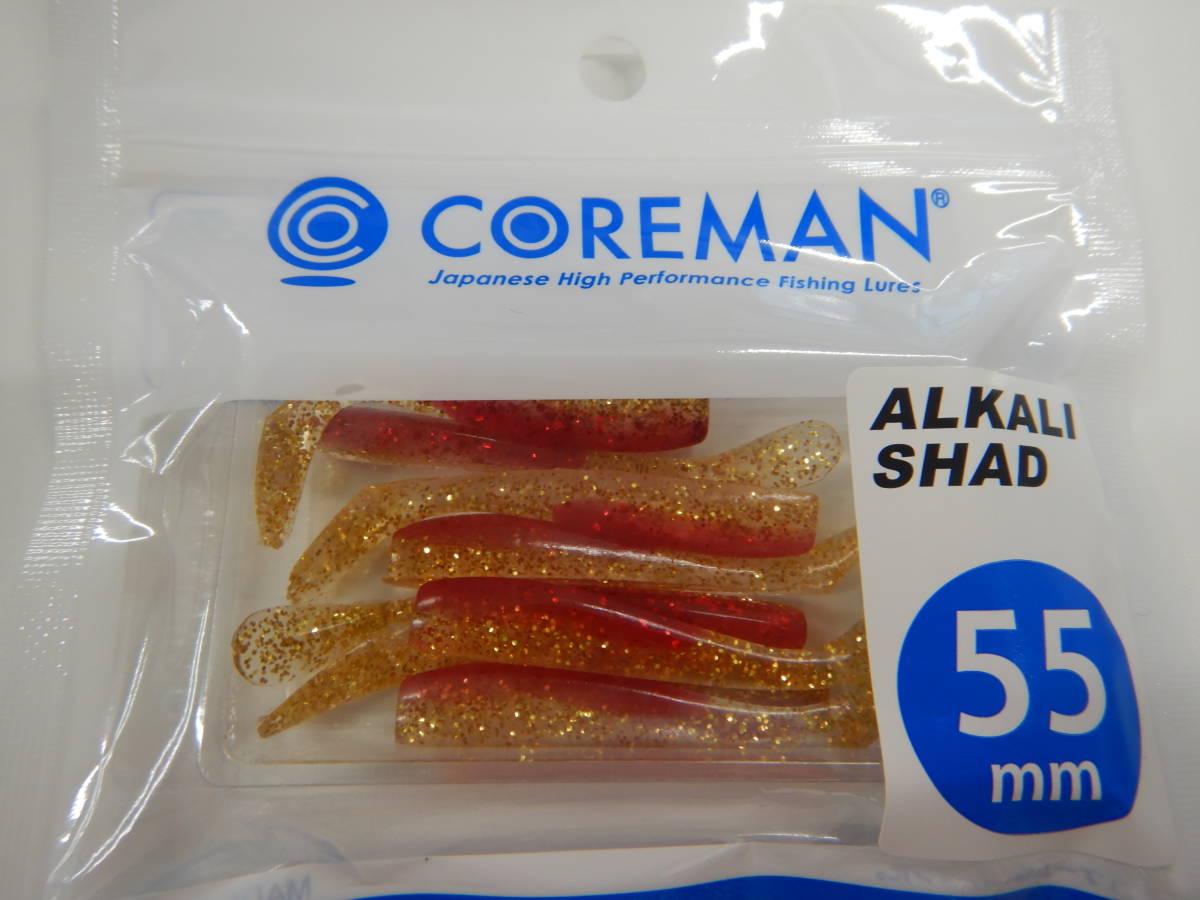 COREMAN®
Japanese High Performance Fishing Lures
ALKALI
SHAD
55
mm